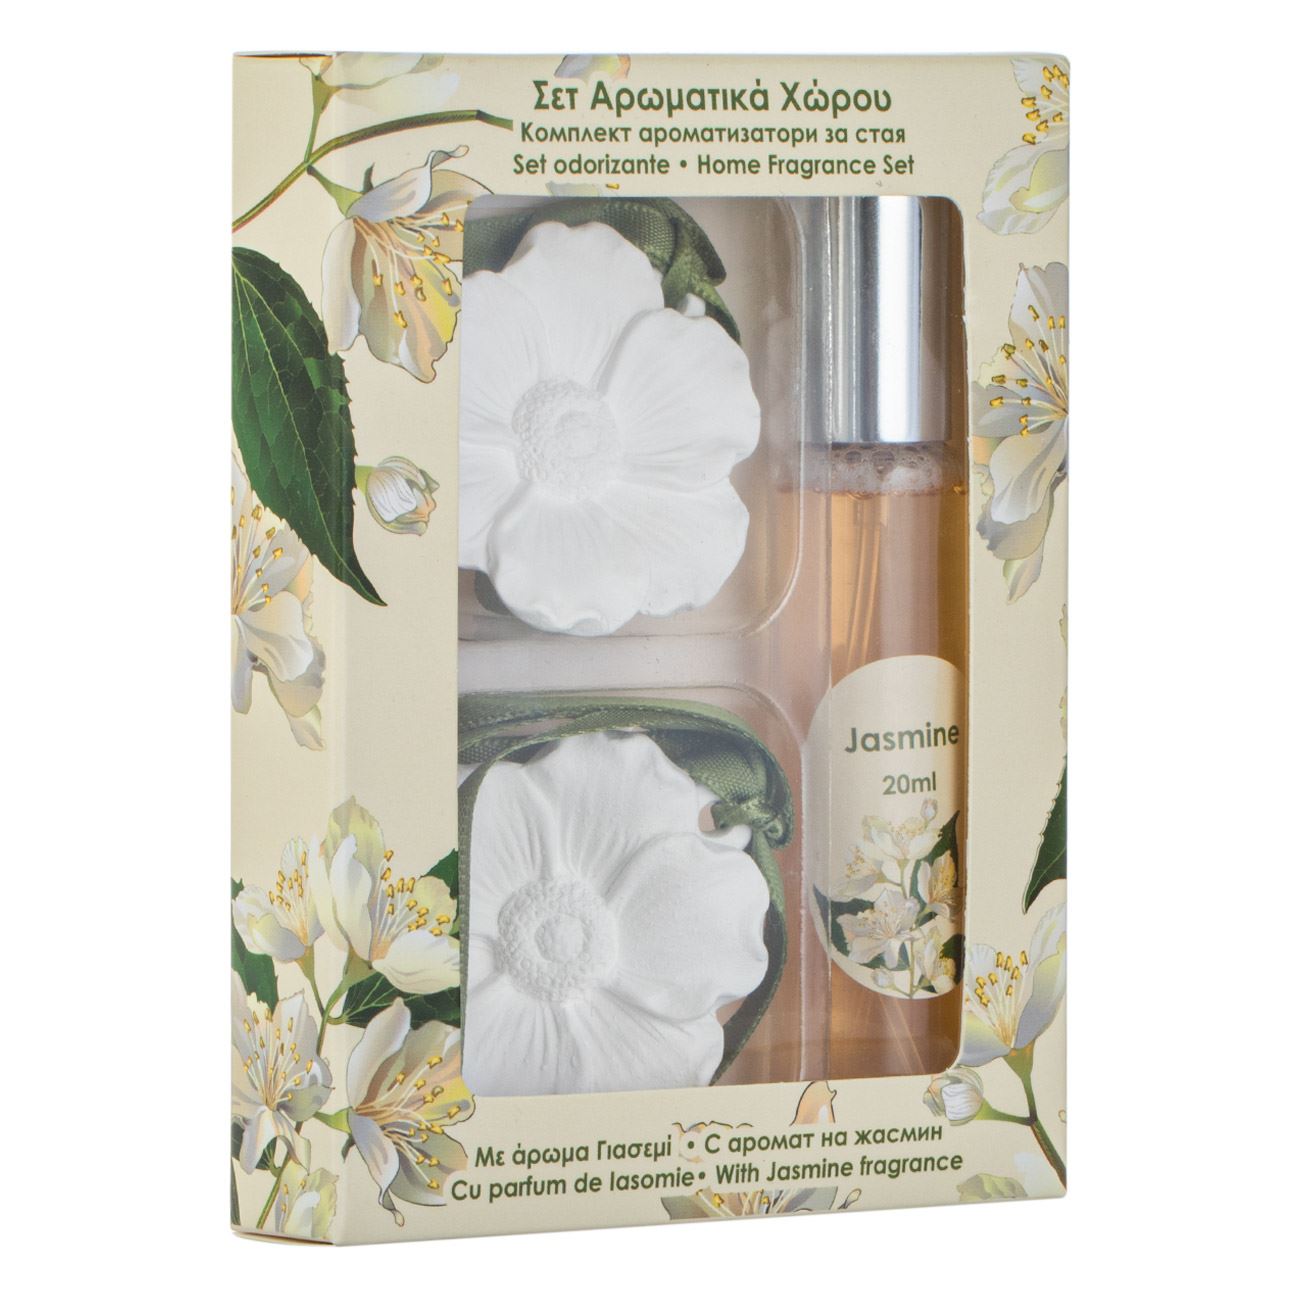 Σετ Αρωματικά Χώρου
Комплект ароматизатори за стая
Set odorizante • Home Fragrance Set
Jasmine
20ml
Με άρωμα Γιασεμί • С аромат на жасмин
Cu parfum de Iasomie • With Jasmine fragrance